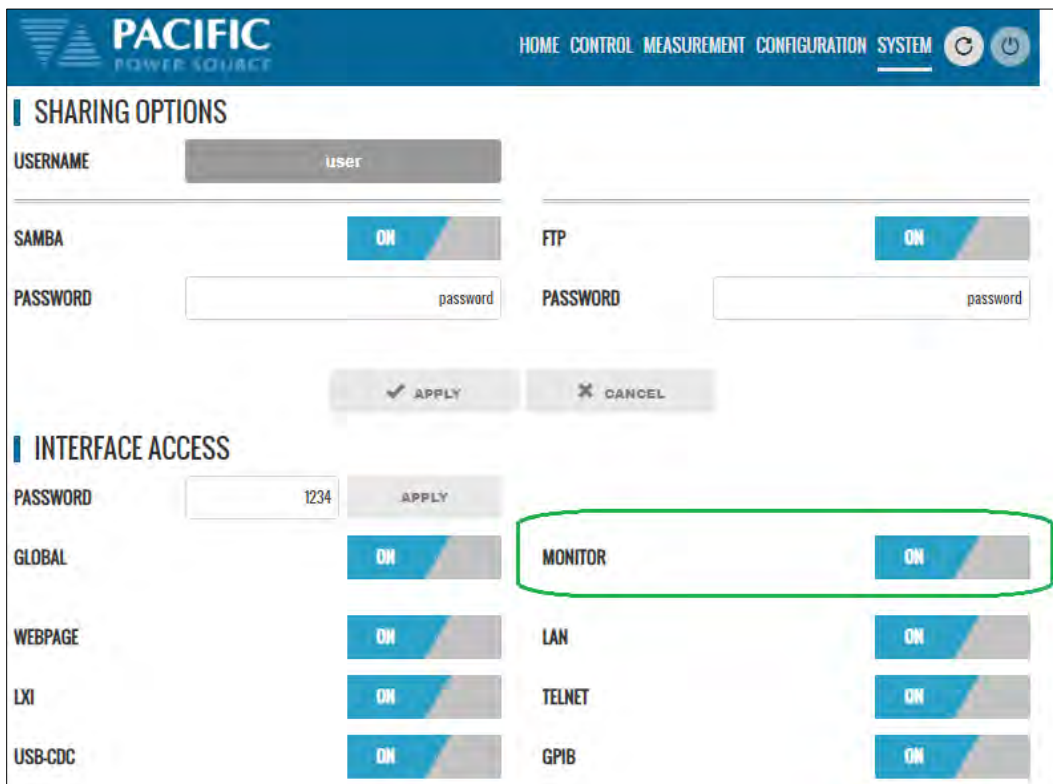 PACIFIC
POWER SOURCE
HOME CONTROL MEASUREMENT CONFIGURATION SYSTEM
SHARING OPTIONS
USERNAME user
SAMBA ON FTP ON
PASSWORD password PASSWORD password
APPLY CANCEL
INTERFACE ACCESS
PASSWORD 1234 APPLY
GLOBAL ON MONITOR ON
WEBPAGE ON LAN ON
LXI ON TELNET ON
USB-CDC ON GPIB ON